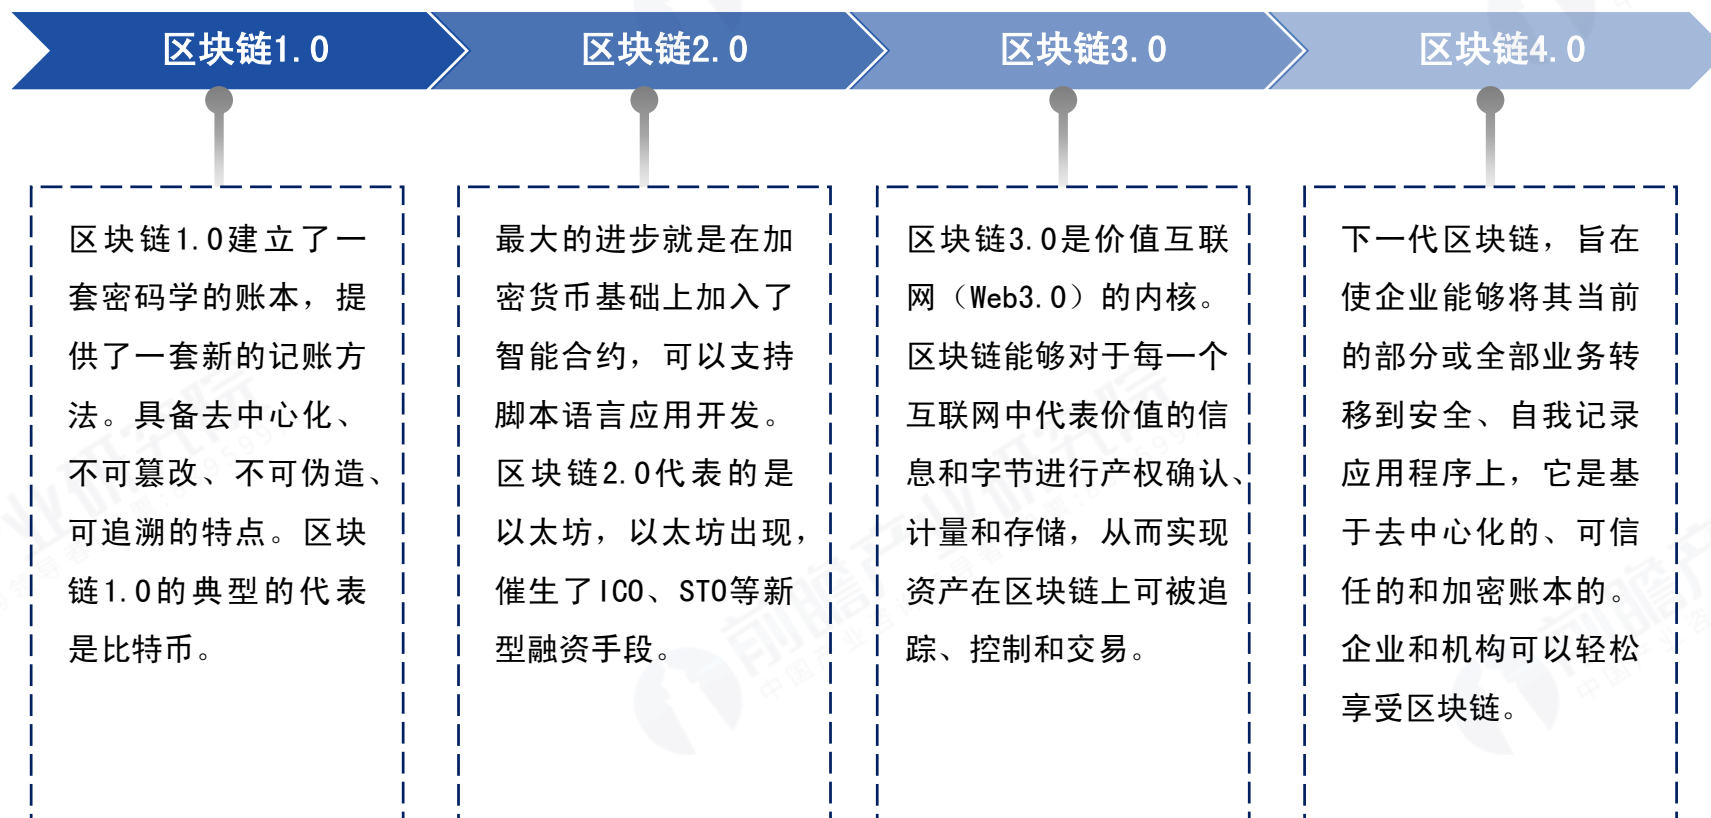 区块链1.0
区块链2.0
区块链3.0
区块链4.0
区块链1.0建立了一
套密码学的账本，提
供了一套新的记账方
法。具备去中心化、
不可篡改、不可伪造、
可追溯的特点。区块
链1.0的典型的代表
是比特币。
最大的进步就是在加
密货币基础上加入了
智能合约，可以支持
脚本语言应用开发。
区块链2.0代表的是
以太坊，以太坊出现，
催生了ICO、STO等新
型融资手段。
区块链3.0是价值互联
网（Web3.0）的内核。
区块链能够对于每一个
互联网中代表价值的信
息和字节进行产权确认、
计量和存储，从而实现
资产在区块链上可被追
踪、控制和交易。
下一代区块链，旨在
使企业能够将其当前
的部分或全部业务转
移到安全、自我记录
应用程序上，它是基
于去中心化的、可信
任的和加密账本的。
企业和机构可以轻松
享受区块链。